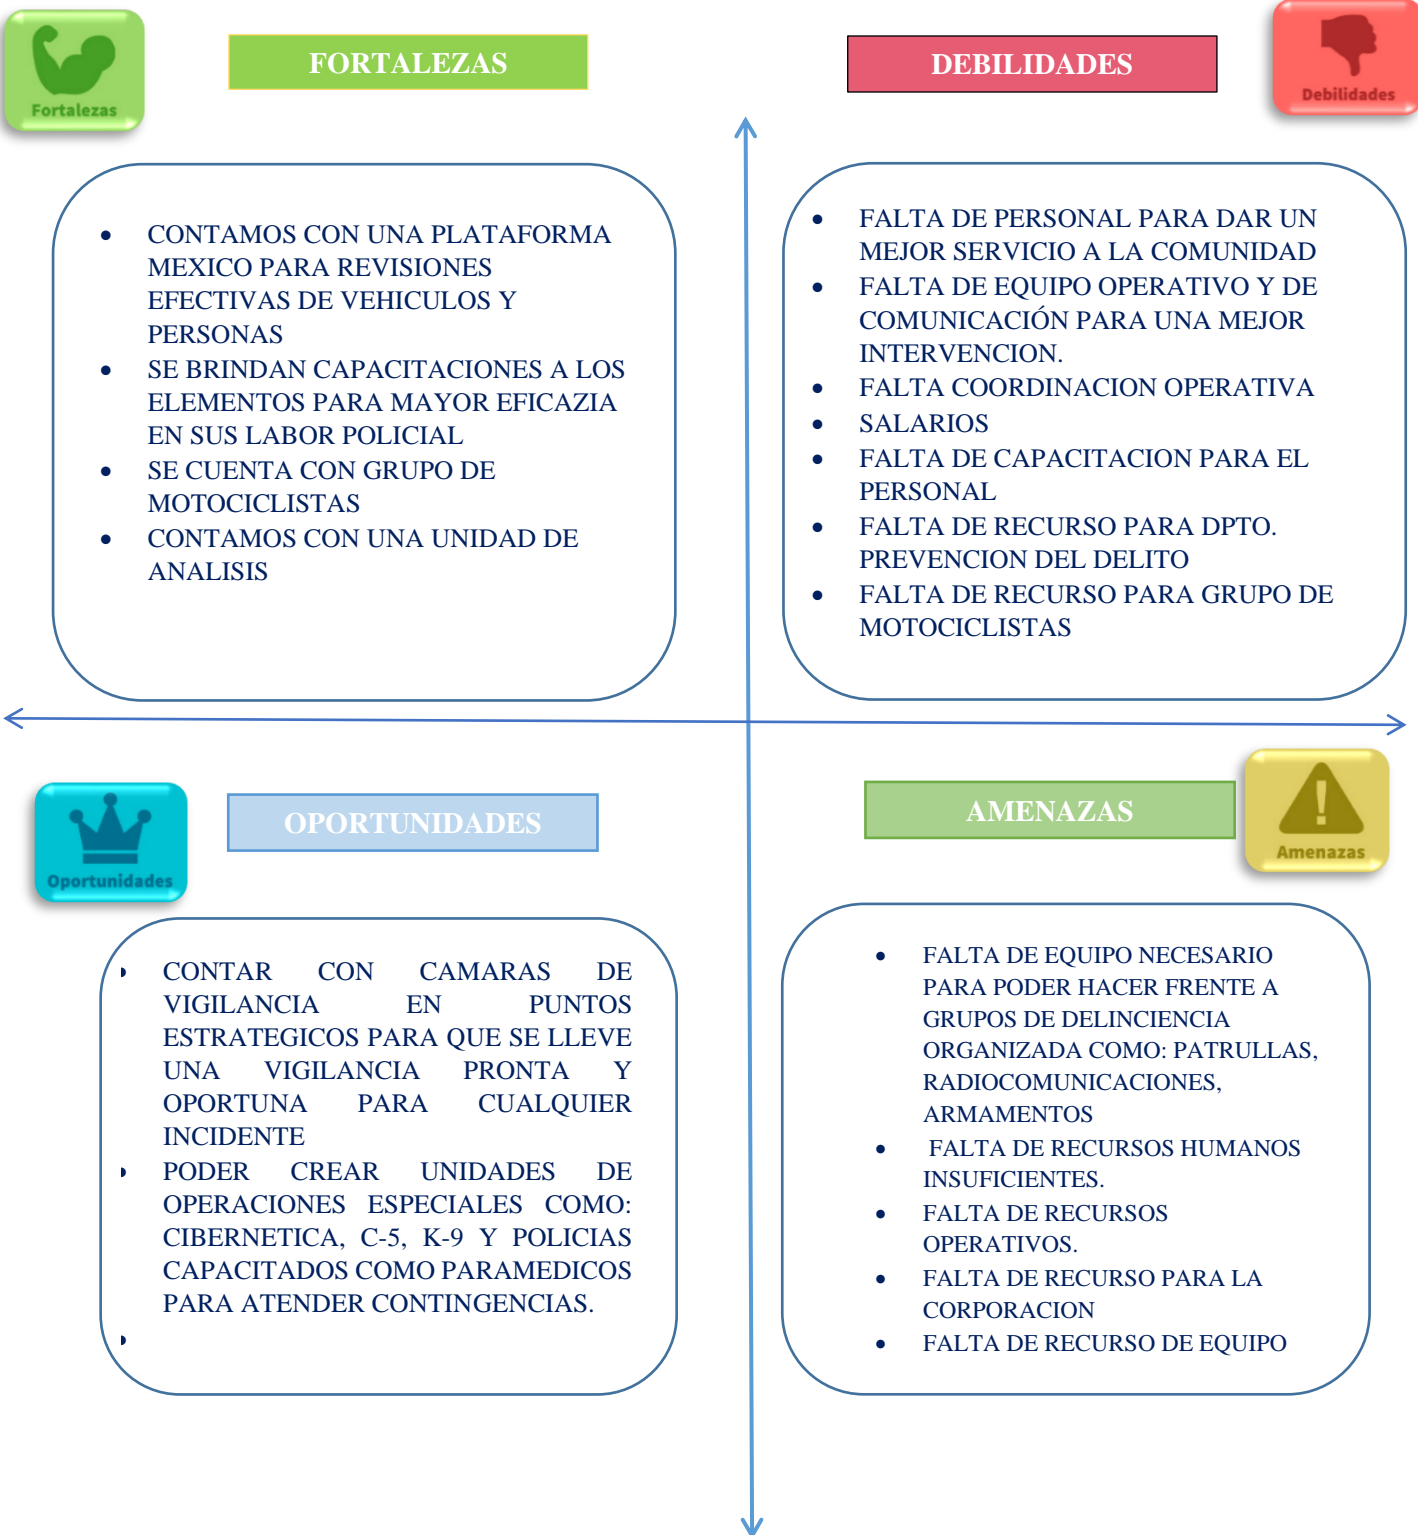 Fortalezas
FORTALEZAS
CONTAMOS CON UNA PLATAFORMA
MEXICO PARA REVISIONES
EFECTIVAS DE VEHICULOS Y
PERSONAS
SE BRINDAN CAPACITACIONES A LOS
ELEMENTOS PARA MAYOR EFICAZIA
EN SUS LABOR POLICIAL
SE CUENTA CON GRUPO DE
MOTOCICLISTAS
CONTAMOS CON UNA UNIDAD DE
ANALISIS
DEBILIDADES
Debilidades
FALTA DE PERSONAL PARA DAR UN
MEJOR SERVICIO A LA COMUNIDAD
FALTA DE EQUIPO OPERATIVO Y DE
COMUNICACIÓN PARA UNA MEJOR
INTERVENCION.
FALTA COORDINACION OPERATIVA
SALARIOS
FALTA DE CAPACITACION PARA EL
PERSONAL
FALTA DE RECURSO PARA DPTO.
PREVENCION DEL DELITO
FALTA DE RECURSO PARA GRUPO DE
MOTOCICLISTAS
Oportunidades
OPORTUNIDADES
CONTAR CON CAMARAS DE
VIGILANCIA EN PUNTOS
ESTRATEGICOS PARA QUE SE LLEVE
UNA VIGILANCIA PRONTA Y
OPORTUNA PARA CUALQUIER
INCIDENTE
PODER CREAR UNIDADES DE
OPERACIONES ESPECIALES COMO:
CIBERNETICA, C-5, K-9 Y POLICIAS
CAPACITADOS COMO PARAMEDICOS
PARA ATENDER CONTINGENCIAS.
AMENAZAS
Amenazas
FALTA DE EQUIPO NECESARIO
PARA PODER HACER FRENTE A
GRUPOS DE DELINCIENCIA
ORGANIZADA COMO: PATRULLAS,
RADIOCOMUNICACIONES,
ARMAMENTOS
FALTA DE RECURSOS HUMANOS
INSUFICIENTES.
FALTA DE RECURSOS
OPERATIVOS.
FALTA DE RECURSO PARA LA
CORPORACION
FALTA DE RECURSO DE EQUIPO